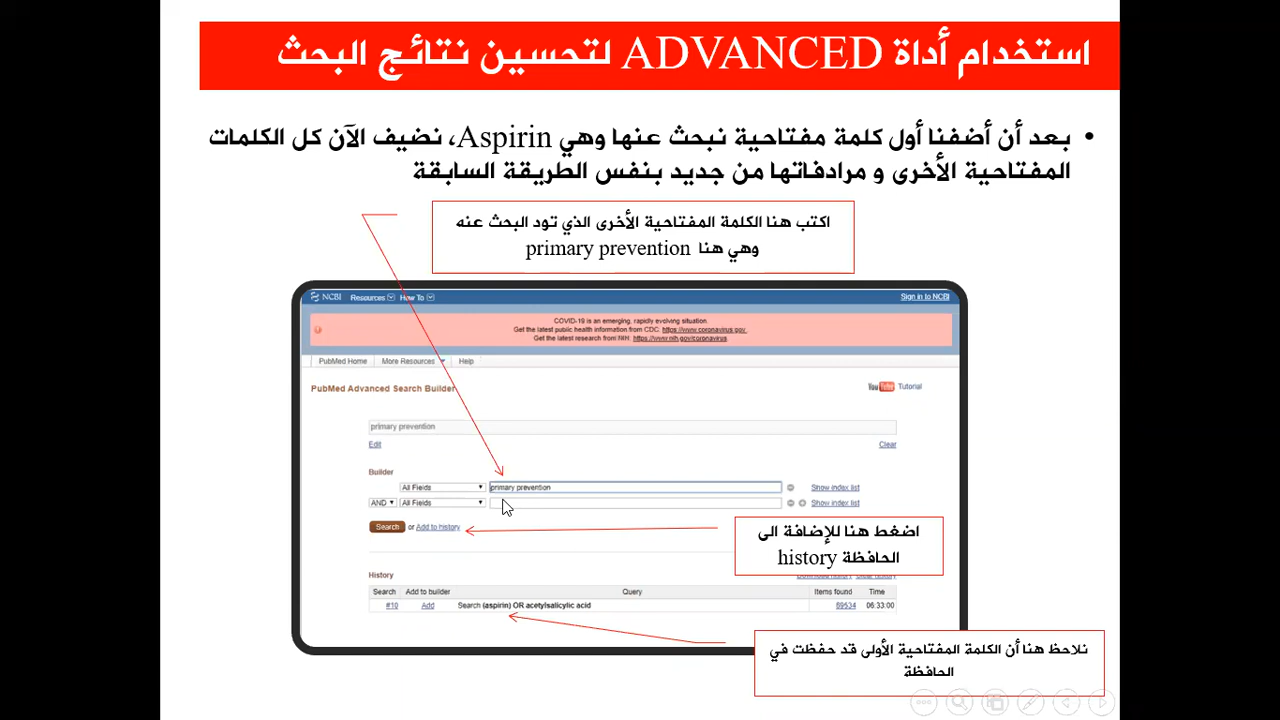 استخدام أداة ADVANCED لتحسين نتائج البحث
• بعد أن أضفنا أول كلمة مفتاحية نبحث عنها وهي Aspirin، نضيف الآن كل الكلمات
المفتاحية الأخرى و مرادفاتها من جديد بنفس الطريقة السابقة
اكتب هنا الكلمة المفتاحية الأخرى الذي تود البحث عنه
وهي هنا primary prevention
NCBI Resources How To Sign in to NCBI
COVID-19 is an emerging, rapidly evolving situation.
Get the latest public health information from CDC: https://www.coronavirus.gov
Get the latest research from NIH: https://www.nih.gov/coronavirus
PubMed Home More Resources Help
PubMed Advanced Search Builder
YouTube Tutorial
primary prevention
Edit Clear
Builder
All Fields primary prevention Show index list
AND All Fields Show index list
Search or Add to history
اضغط هنا للإضافة الى
الحافظة history
History
Search Add to builder Query Items found Time
#10 Add Search (aspirin) OR acetylsalicylic acid 69534 06:33:00
نلاحظ هنا أن الكلمة المفتاحية الأولى قد حفظت في
الحافظة